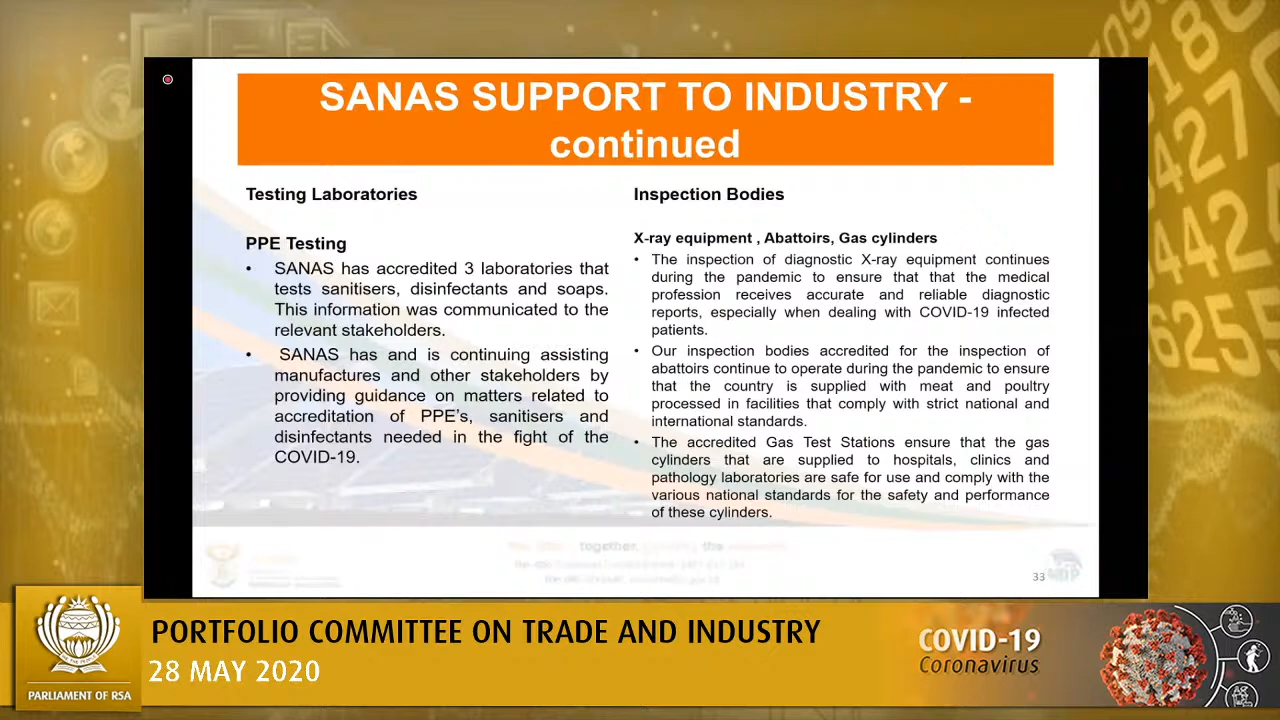 SANAS SUPPORT TO INDUSTRY -
continued
Testing Laboratories
PPE Testing
• SANAS has accredited 3 laboratories that
tests sanitisers, disinfectants and soaps.
This information was communicated to the
relevant stakeholders.
• SANAS has and is continuing assisting
manufactures and other stakeholders by
providing guidance on matters related to
accreditation of PPE's, sanitisers and
disinfectants needed in the fight of the
COVID-19.
Inspection Bodies
X-ray equipment , Abattoirs, Gas cylinders
• The inspection of diagnostic X-ray equipment continues
during the pandemic to ensure that that the medical
profession receives accurate and reliable diagnostic
reports, especially when dealing with COVID-19 infected
patients.
• Our inspection bodies accredited for the inspection of
abattoirs continue to operate during the pandemic to ensure
that the country is supplied with meat and poultry
processed in facilities that comply with strict national and
international standards.
• The accredited Gas Test Stations ensure that the gas
cylinders that are supplied to hospitals, clinics and
pathology laboratories are safe for use and comply with the
various national standards for the safety and performance
of these cylinders.
together, the
33
NDP
PORTFOLIO COMMITTEE ON TRADE AND INDUSTRY
28 MAY 2020
PARLIAMENT OF RSA
COVID-19
Coronavirus